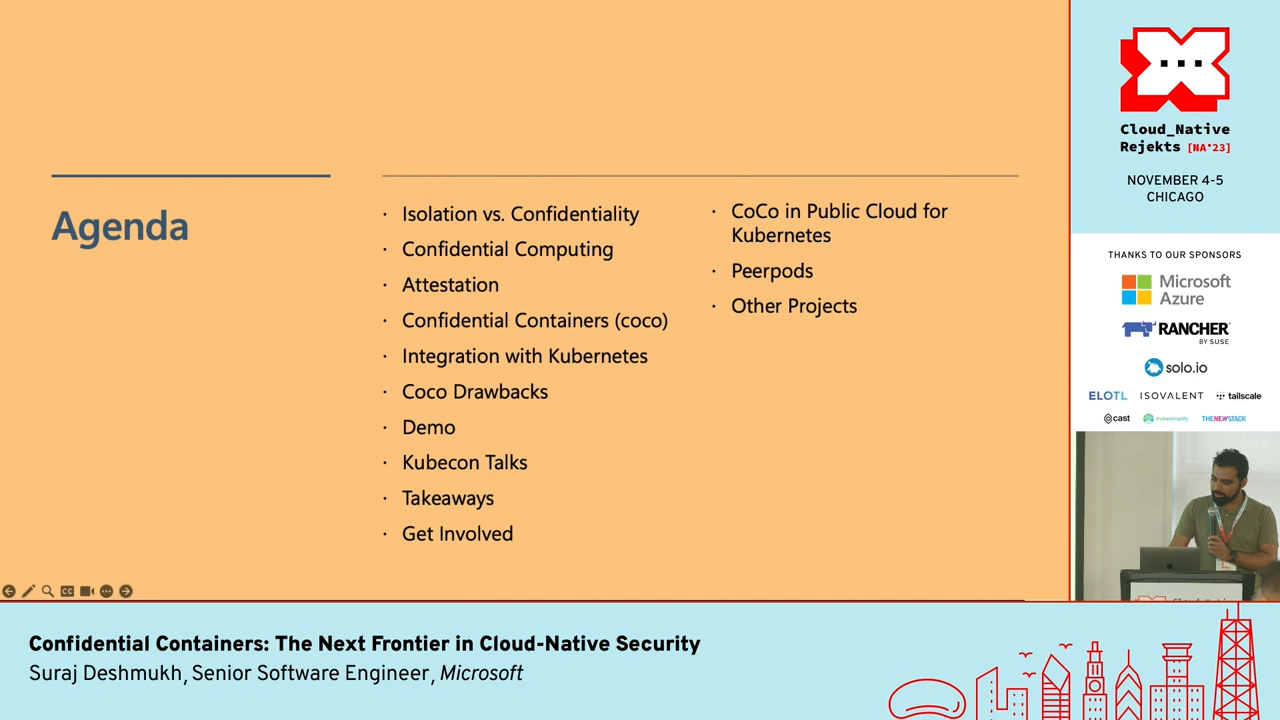 Agenda
· Isolation vs. Confidentiality
· Confidential Computing
· Attestation
· Confidential Containers (coco)
· Integration with Kubernetes
· Coco Drawbacks
· Demo
· Kubecon Talks
· Takeaways
· Get Involved
· CoCo in Public Cloud for
Kubernetes
· Peerpods
· Other Projects
CC
Cloud_Native
Rejekts [NA'23]
NOVEMBER 4-5
CHICAGO
THANKS TO OUR SPONSORS
Microsoft
Azure
RANCHER
BY SUSE
solo.io
ELOTL ISOVALENT tailscale
cast kubesimplify THENEWSTACK
Confidential Containers: The Next Frontier in Cloud-Native Security
Suraj Deshmukh, Senior Software Engineer, Microsoft